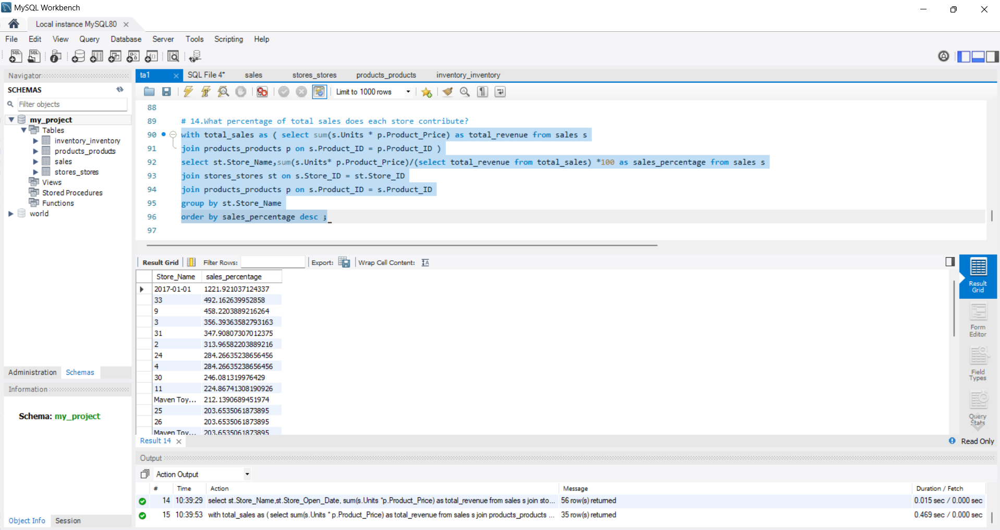 MySQL Workbench
Local instance MySQL80
File Edit View Query Database Server Tools Scripting Help
Navigator
SCHEMAS
Filter objects
my_project
Tables
inventory_inventory
products_products
sales
stores_stores
Views
Stored Procedures
Functions
world
Administration Schemas
Information
Schema: my_project
Object Info Session
ta1 SQL File 4* sales stores_stores products_products inventory_inventory
Limit to 1000 rows
88
89 # 14.What percentage of total sales does each store contribute?
90 with total_sales as ( select sum(s.Units * p.Product_Price) as total_revenue from sales s
91 join products_products p on s.Product_ID = p.Product_ID )
92 select st.Store_Name,sum(s.Units* p.Product_Price)/(select total_revenue from total_sales) *100 as sales_percentage from sales s
93 join stores_stores st on s.Store_ID = st.Store_ID
94 join products_products p on s.Product_ID = s.Product_ID
95 group by st.Store_Name
96 order by sales_percentage desc ;
97
Result Grid Filter Rows: Export: Wrap Cell Content:
Store_Name sales_percentage
2017-01-01 1221.921037124337
33 492.162639952858
9 458.2203889216264
3 356.39363582793163
31 347.90807307012375
2 313.96582203889216
24 284.26635238656456
4 284.26635238656456
30 246.081319976429
11 224.86741308190926
Maven Toy... 212.1390689451974
25 203.6535061873895
26 203.6535061873895
Maven Toy... 203.6535061873895
Result Grid
Form Editor
Field Types
Query Stats
Result 14
Read Only
Output
Action Output
# Time Action Message Duration / Fetch
14 10:39:29 select st.Store_Name,st.Store_Open_Date, sum(s.Units *p.Product_Price) as total_revenue from sales s join sto... 56 row(s) returned 0.015 sec / 0.000 sec
15 10:39:53 with total_sales as ( select sum(s.Units * p.Product_Price) as total_revenue from sales s join products_products ... 35 row(s) returned 0.469 sec / 0.000 sec